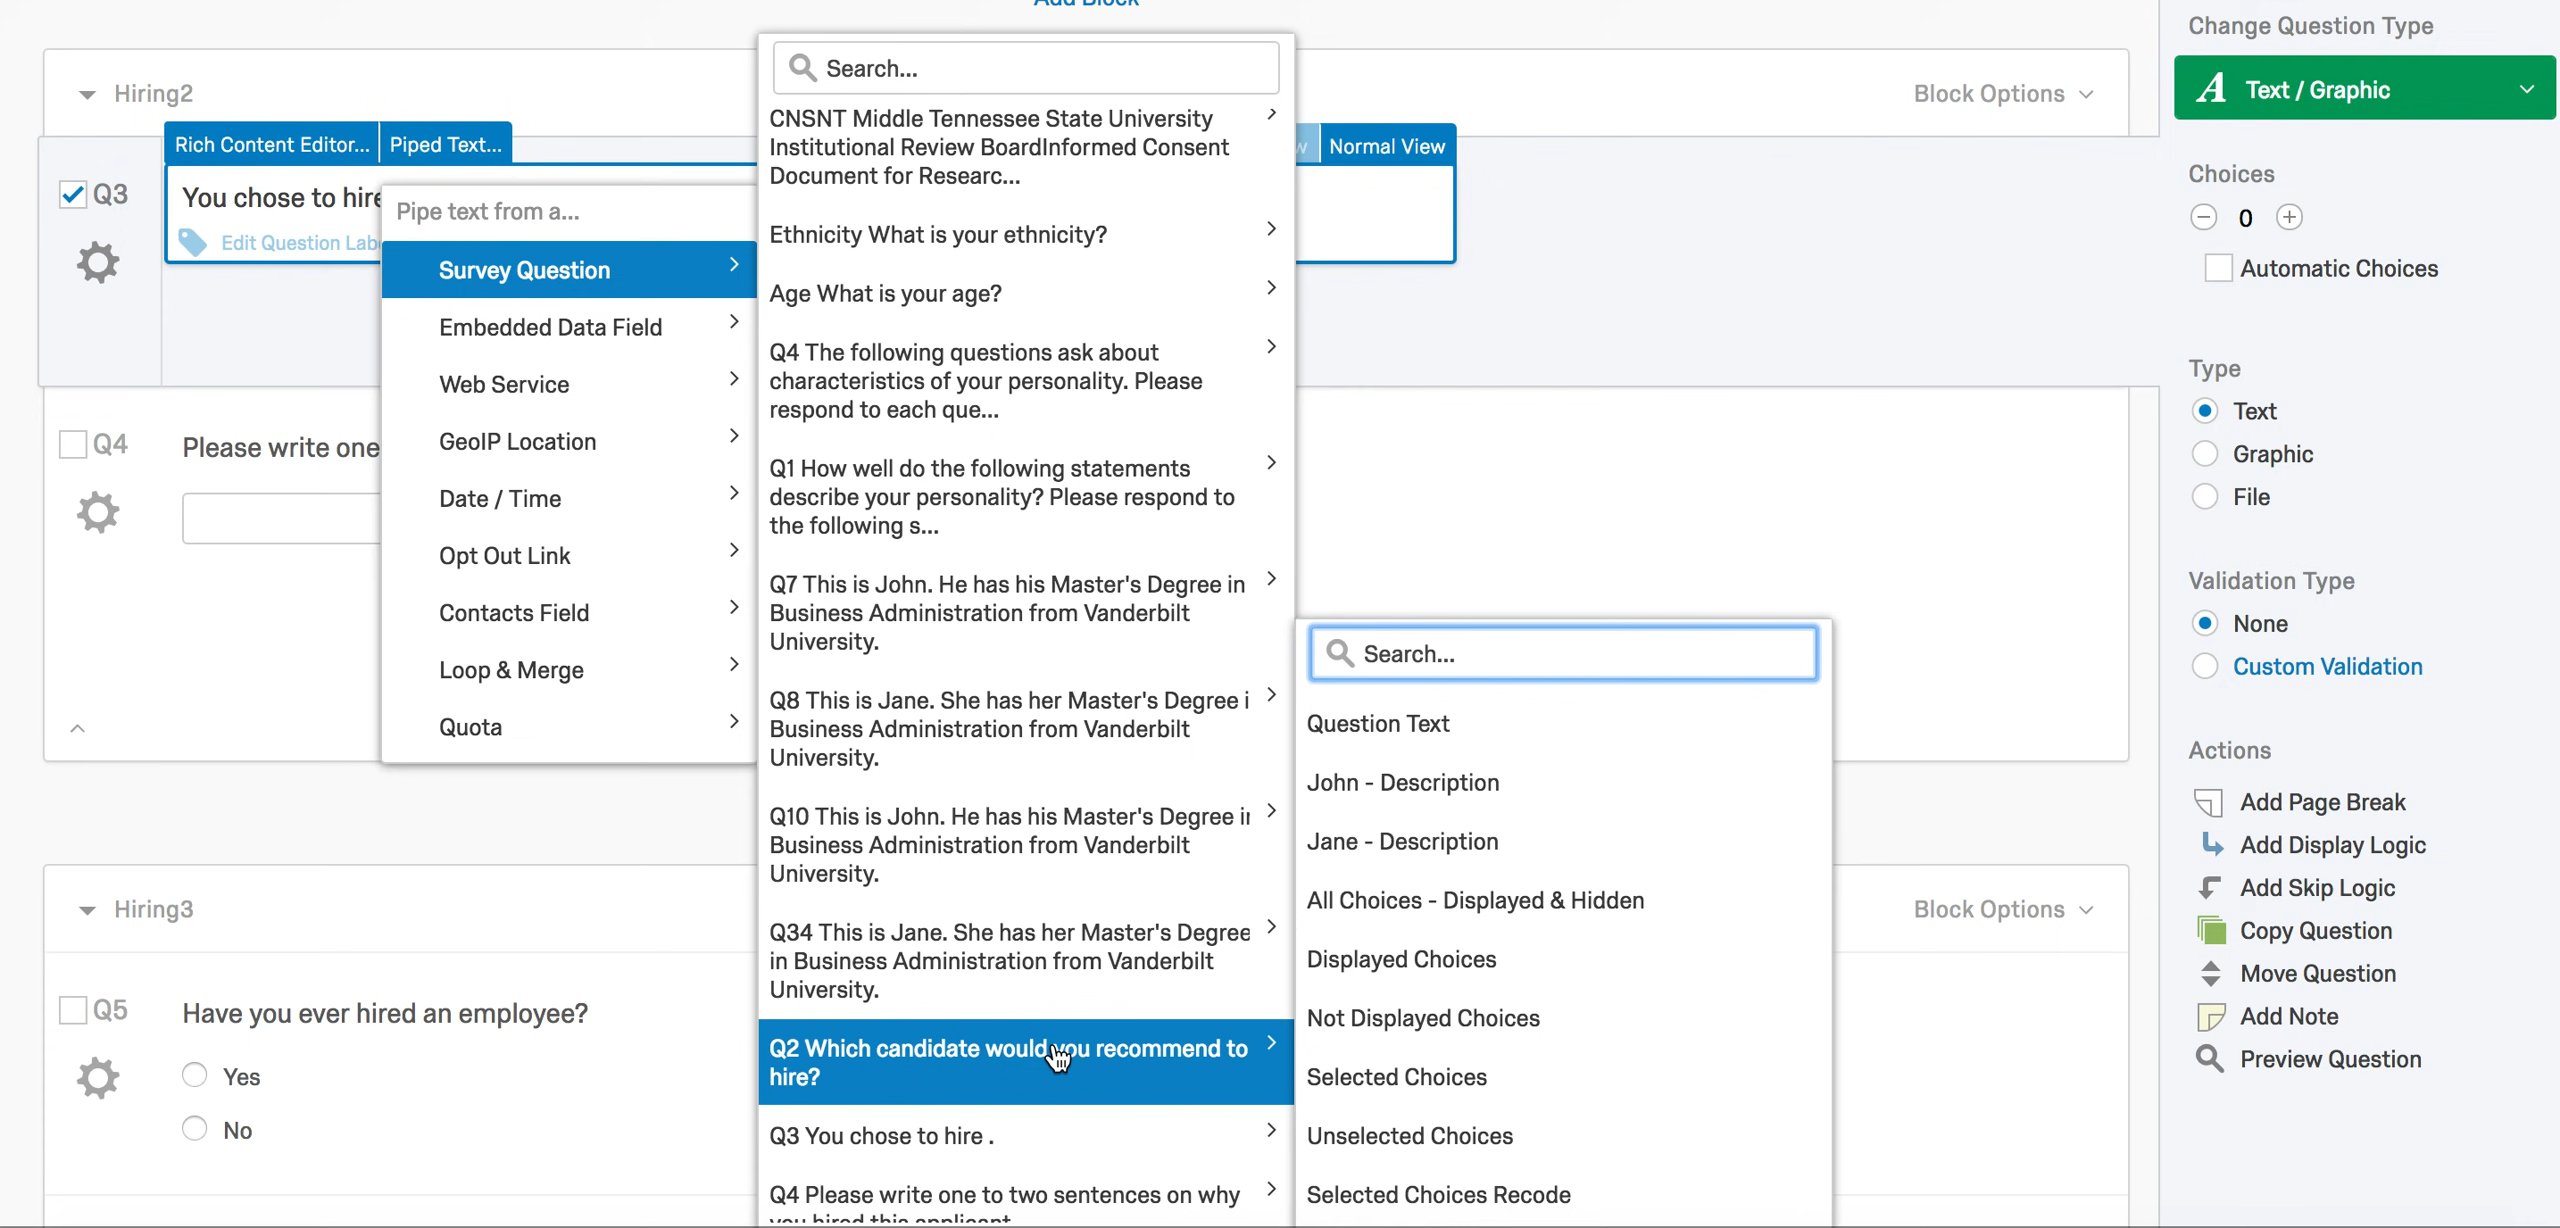 Add Block
Hiring2
Block Options
Rich Content Editor...
Piped Text...
Normal View
Q3
You chose to hire
Edit Question Lab
Q4
Please write one
Pipe text from a...
Survey Question
Embedded Data Field
Web Service
GeoIP Location
Date / Time
Opt Out Link
Contacts Field
Loop & Merge
Quota
Search...
CNSNT Middle Tennessee State University
Institutional Review BoardInformed Consent
Document for Researc...
Ethnicity What is your ethnicity?
Age What is your age?
Q4 The following questions ask about
characteristics of your personality. Please
respond to each que...
Q1 How well do the following statements
describe your personality? Please respond to
the following s...
Q7 This is John. He has his Master's Degree in
Business Administration from Vanderbilt
University.
Q8 This is Jane. She has her Master's Degree i
Business Administration from Vanderbilt
University.
Q10 This is John. He has his Master's Degree in
Business Administration from Vanderbilt
University.
Q34 This is Jane. She has her Master's Degree
in Business Administration from Vanderbilt
University.
Q2 Which candidate would you recommend to
hire?
Q3 You chose to hire .
Q4 Please write one to two sentences on why
you hired this applicant
Search...
Question Text
John - Description
Jane - Description
All Choices - Displayed & Hidden
Displayed Choices
Not Displayed Choices
Selected Choices
Unselected Choices
Selected Choices Recode
Hiring3
Block Options
Q5
Have you ever hired an employee?
Yes
No
Change Question Type
Text / Graphic
Choices
0
Automatic Choices
Type
Text
Graphic
File
Validation Type
None
Custom Validation
Actions
Add Page Break
Add Display Logic
Add Skip Logic
Copy Question
Move Question
Add Note
Preview Question